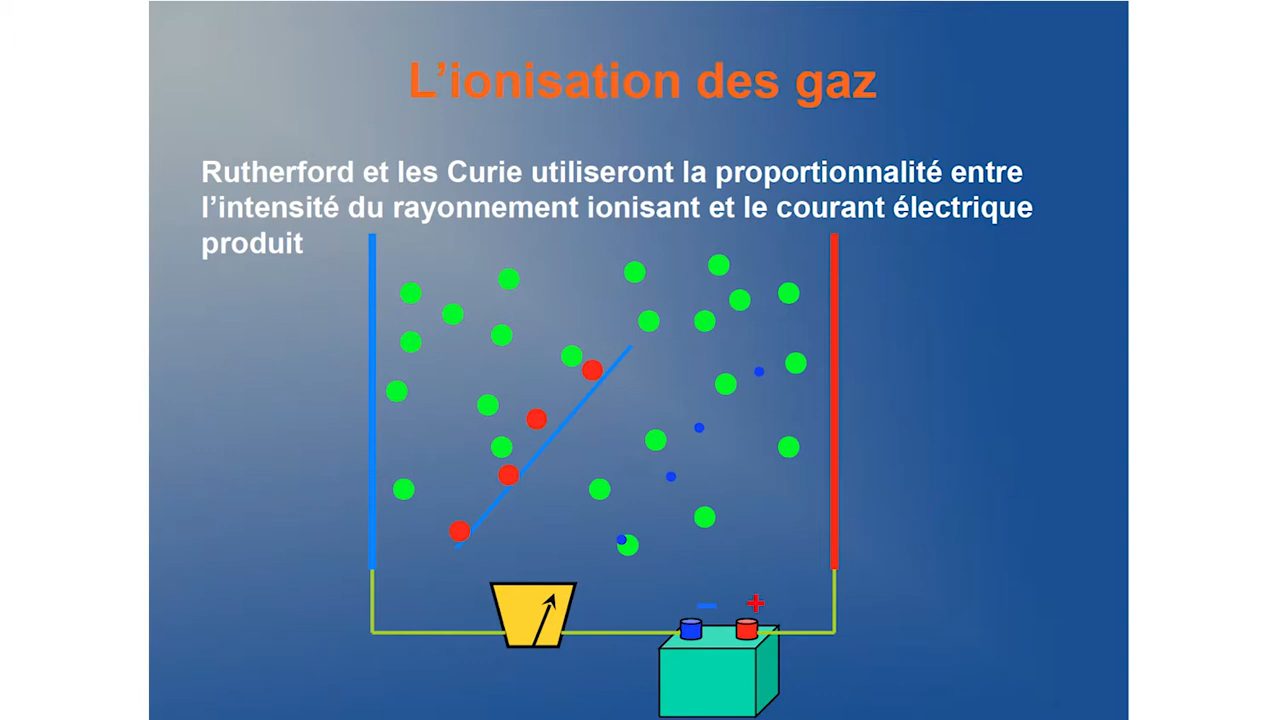 L’ionisation des gaz
Rutherford et les Curie utiliseront la proportionnalité entre
l’intensité du rayonnement ionisant et le courant électrique
produit
– +